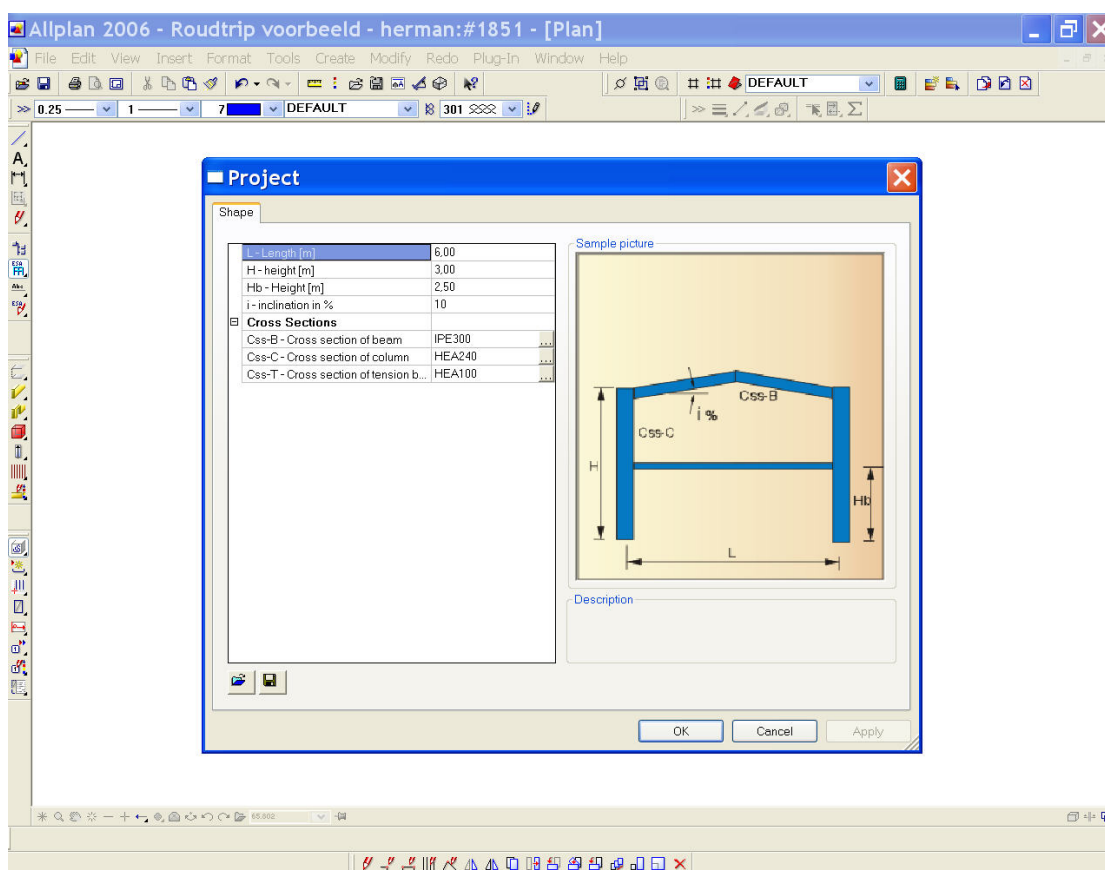 Allplan 2006 - Roudtrip voorbeeld - herman:#1851 - [Plan]
File Edit View Insert Format Tools Create Modify Redo Plug-In Window Help
DEFAULT
0.25 1 7 DEFAULT 301
Project
Shape
L - Length [m] 6,00
H - height [m] 3,00
Hb - Height [m] 2,50
i - inclination in % 10
Cross Sections
Css-B - Cross section of beam IPE300 ...
Css-C - Cross section of column HEA240 ...
Css-T - Cross section of tension b... HEA100 ...
Sample picture
Css-B
i %
Css-C
H
Hb
L
Description
OK Cancel Apply
65.002